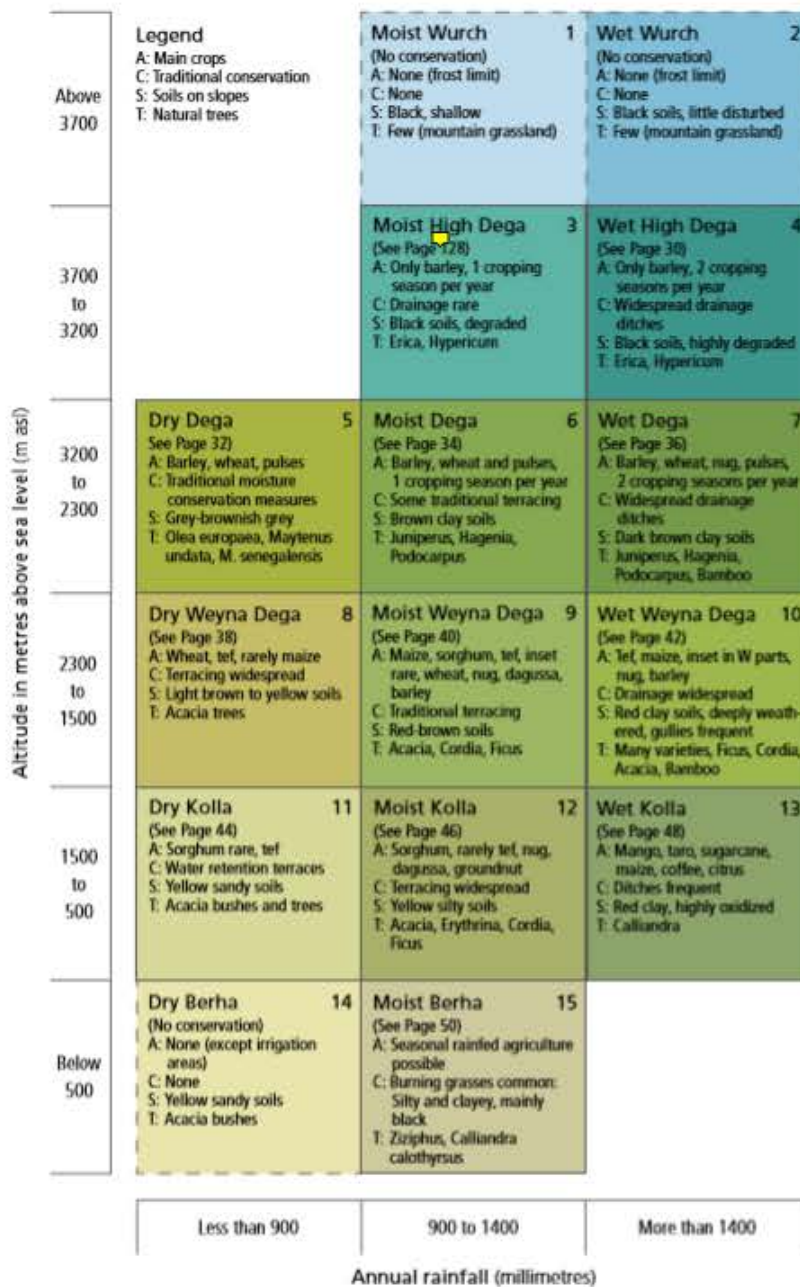 Legend
A: Main crops
C: Traditional conservation
S: Soils on slopes
T: Natural trees
Altitude in metres above sea level (m asl)
Above
3700
Moist Wurch 1
(No conservation)
A: None (frost limit)
C: None
S: Black, shallow
T: Few (mountain grassland)
Wet Wurch 2
(No conservation)
A: None (frost limit)
C: None
S: Black soils, little disturbed
T: Few (mountain grassland)
3700
to
3200
Moist High Dega 3
(See Page 128)
A: Only barley, 1 cropping
season per year
C: Drainage rare
S: Black soils, degraded
T: Erica, Hypericum
Wet High Dega 4
(See Page 30)
A: Only barley, 2 cropping
seasons per year
C: Widespread drainage
ditches
S: Black soils, highly degraded
T: Erica, Hypericum
3200
to
2300
Dry Dega 5
See Page 32)
A: Barley, wheat, pulses
C: Traditional moisture
conservation measures
S: Grey-brownish grey
T: Olea europaea, Maytenus
undata, M. senegalensis
Moist Dega 6
(See Page 34)
A: Barley, wheat and pulses,
1 cropping season per year
C: Some traditional terracing
S: Brown clay soils
T: Juniperus, Hagenia,
Podocarpus
Wet Dega 7
(See Page 36)
A: Barley, wheat, nug, pulses,
2 cropping seasons per year
C: Widespread drainage
ditches
S: Dark brown clay soils
T: Juniperus, Hagenia,
Podocarpus, Bamboo
2300
to
1500
Dry Weyna Dega 8
(See Page 38)
A: Wheat, tef, rarely maize
C: Terracing widespread
S: Light brown to yellow soils
T: Acacia trees
Moist Weyna Dega 9
(See Page 40)
A: Maize, sorghum, tef, inset
rare, wheat, nug, dagussa,
barley
C: Traditional terracing
S: Red-brown soils
T: Acacia, Cordia, Ficus
Wet Weyna Dega 10
(See Page 42)
A: Tef, maize, inset in W parts,
nug, barley
C: Drainage widespread
S: Red clay soils, deeply weath-
ered, gullies frequent
T: Many varieties, Ficus, Cordia,
Acacia, Bamboo
1500
to
500
Dry Kolla 11
(See Page 44)
A: Sorghum rare, tef
C: Water retention terraces
S: Yellow sandy soils
T: Acacia bushes and trees
Moist Kolla 12
(See Page 46)
A: Sorghum, rarely tef, nug,
dagussa, groundnut
C: Terracing widespread
S: Yellow silty soils
T: Acacia, Erythrina, Cordia,
Ficus
Wet Kolla 13
(See Page 48)
A: Mango, taro, sugarcane,
maize, coffee, citrus
C: Ditches frequent
S: Red clay, highly oxidized
T: Calliandra
Below
500
Dry Berha 14
(No conservation)
A: None (except irrigation
areas)
C: None
S: Yellow sandy soils
T: Acacia bushes
Moist Berha 15
(See Page 50)
A: Seasonal rainfed agriculture
possible
C: Burning grasses common:
Silty and clayey, mainly
black
T: Ziziphus, Calliandra
calothyrsus
Less than 900
900 to 1400
More than 1400
Annual rainfall (millimetres)